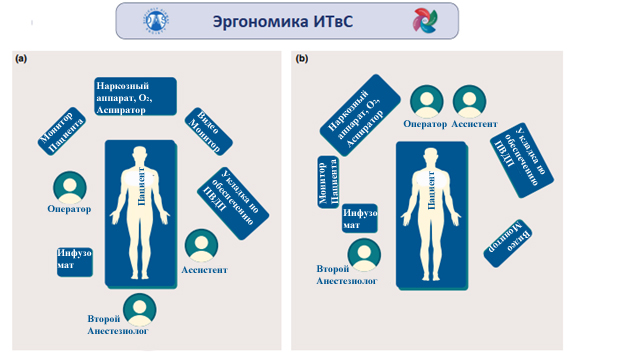 Эргономика ИТвС
(a)
Наркозный
аппарат, O₂,
Аспиратор
Монитор
Пациента
Видео
Монитор
Пациент
Укладка по
обеспечению
ПВДП
Оператор
Инфузо
мат
Ассистент
Второй
Анестезиолог
(b)
Наркозный
аппарат, O₂,
Аспиратор
Оператор
Ассистент
Укладка по
обеспечению
ПВДП
Монитор
Пациента
Пациент
Инфузо
мат
Видео
Монитор
Второй
Анестезиолог